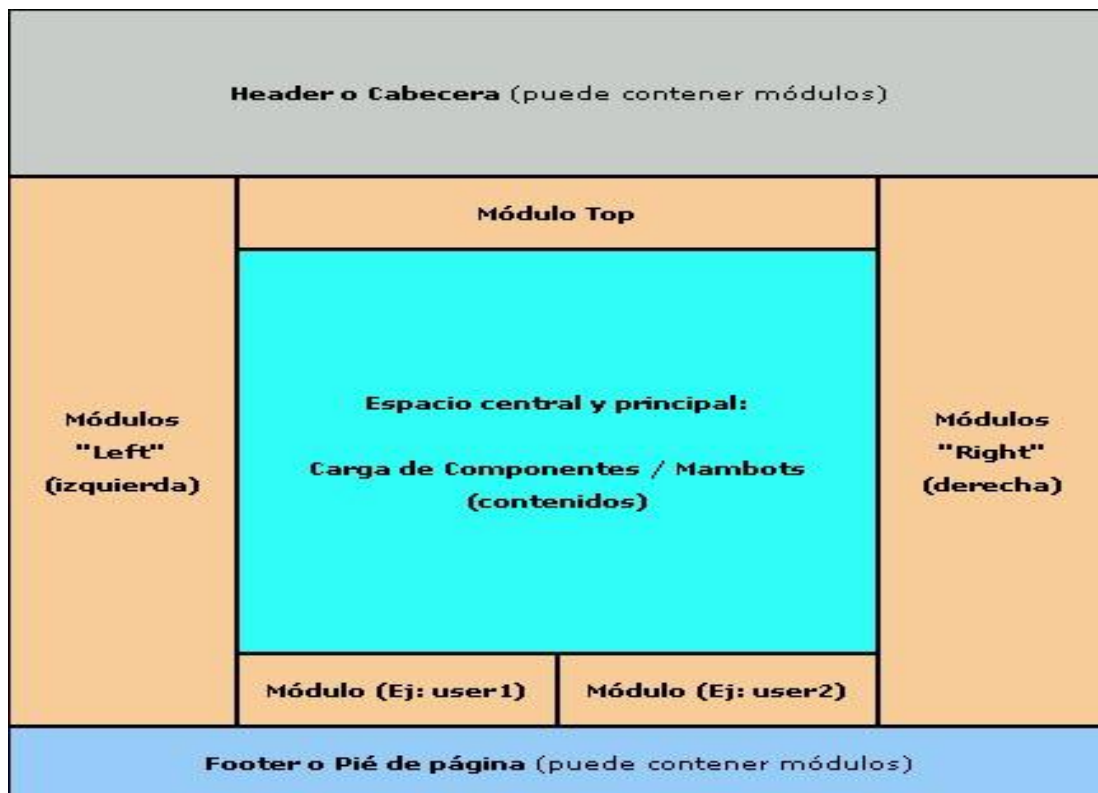 Header o Cabecera (puede contener módulos)
Módulo Top
Módulos
"Left"
(izquierda)
Espacio central y principal:
Carga de Componentes / Mambots
(contenidos)
Módulos
"Right"
(derecha)
Módulo (Ej: user1)
Módulo (Ej: user2)
Footer o Pié de página (puede contener módulos)